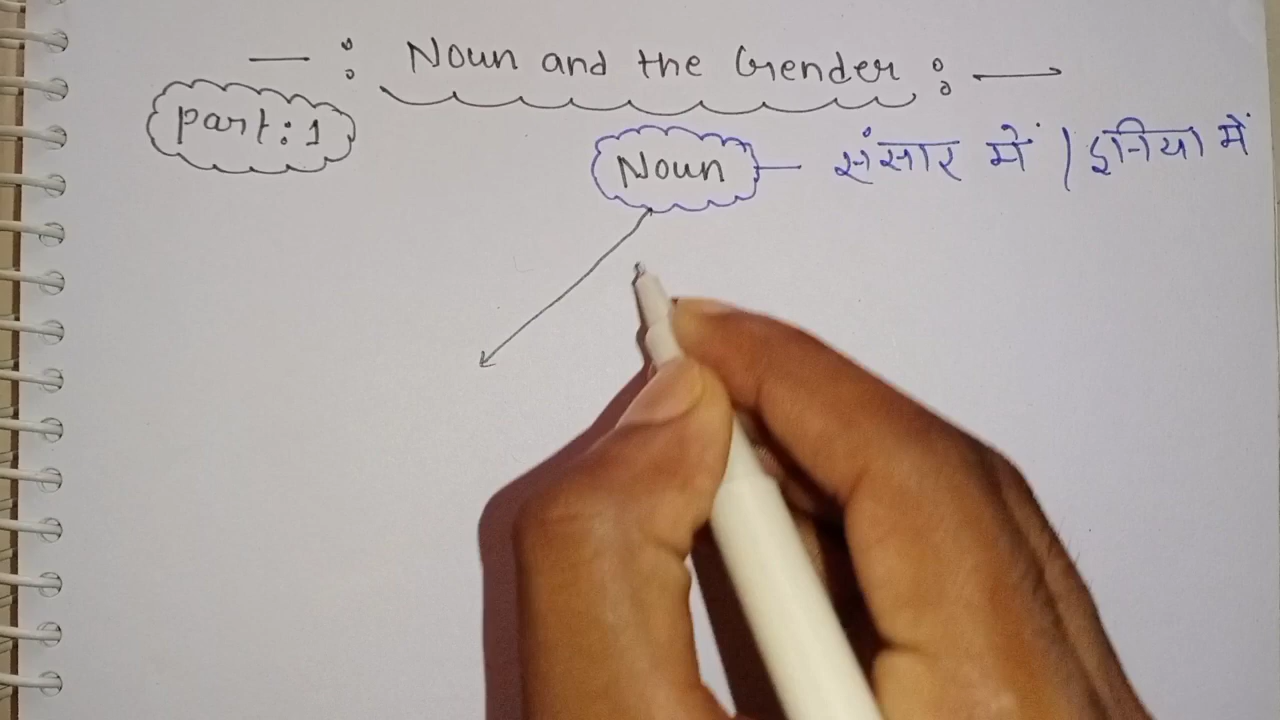 —: Noun and the Gender :→
Part: 1
Noun — संसार में / दुनिया में